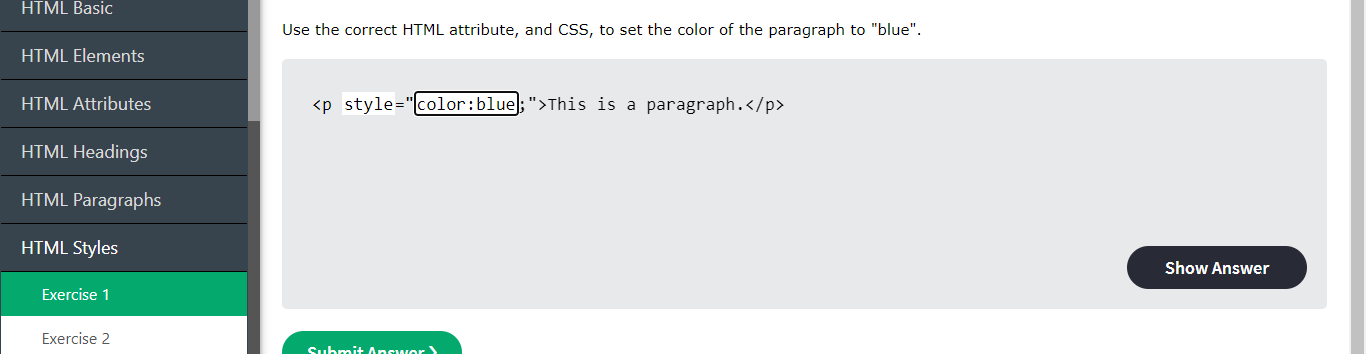 HTML Basic
HTML Elements
HTML Attributes
HTML Headings
HTML Paragraphs
HTML Styles
Exercise 1
Exercise 2
Use the correct HTML attribute, and CSS, to set the color of the paragraph to "blue".
<p style="color:blue;">This is a paragraph.</p>
Show Answer
Submit Answer ❯